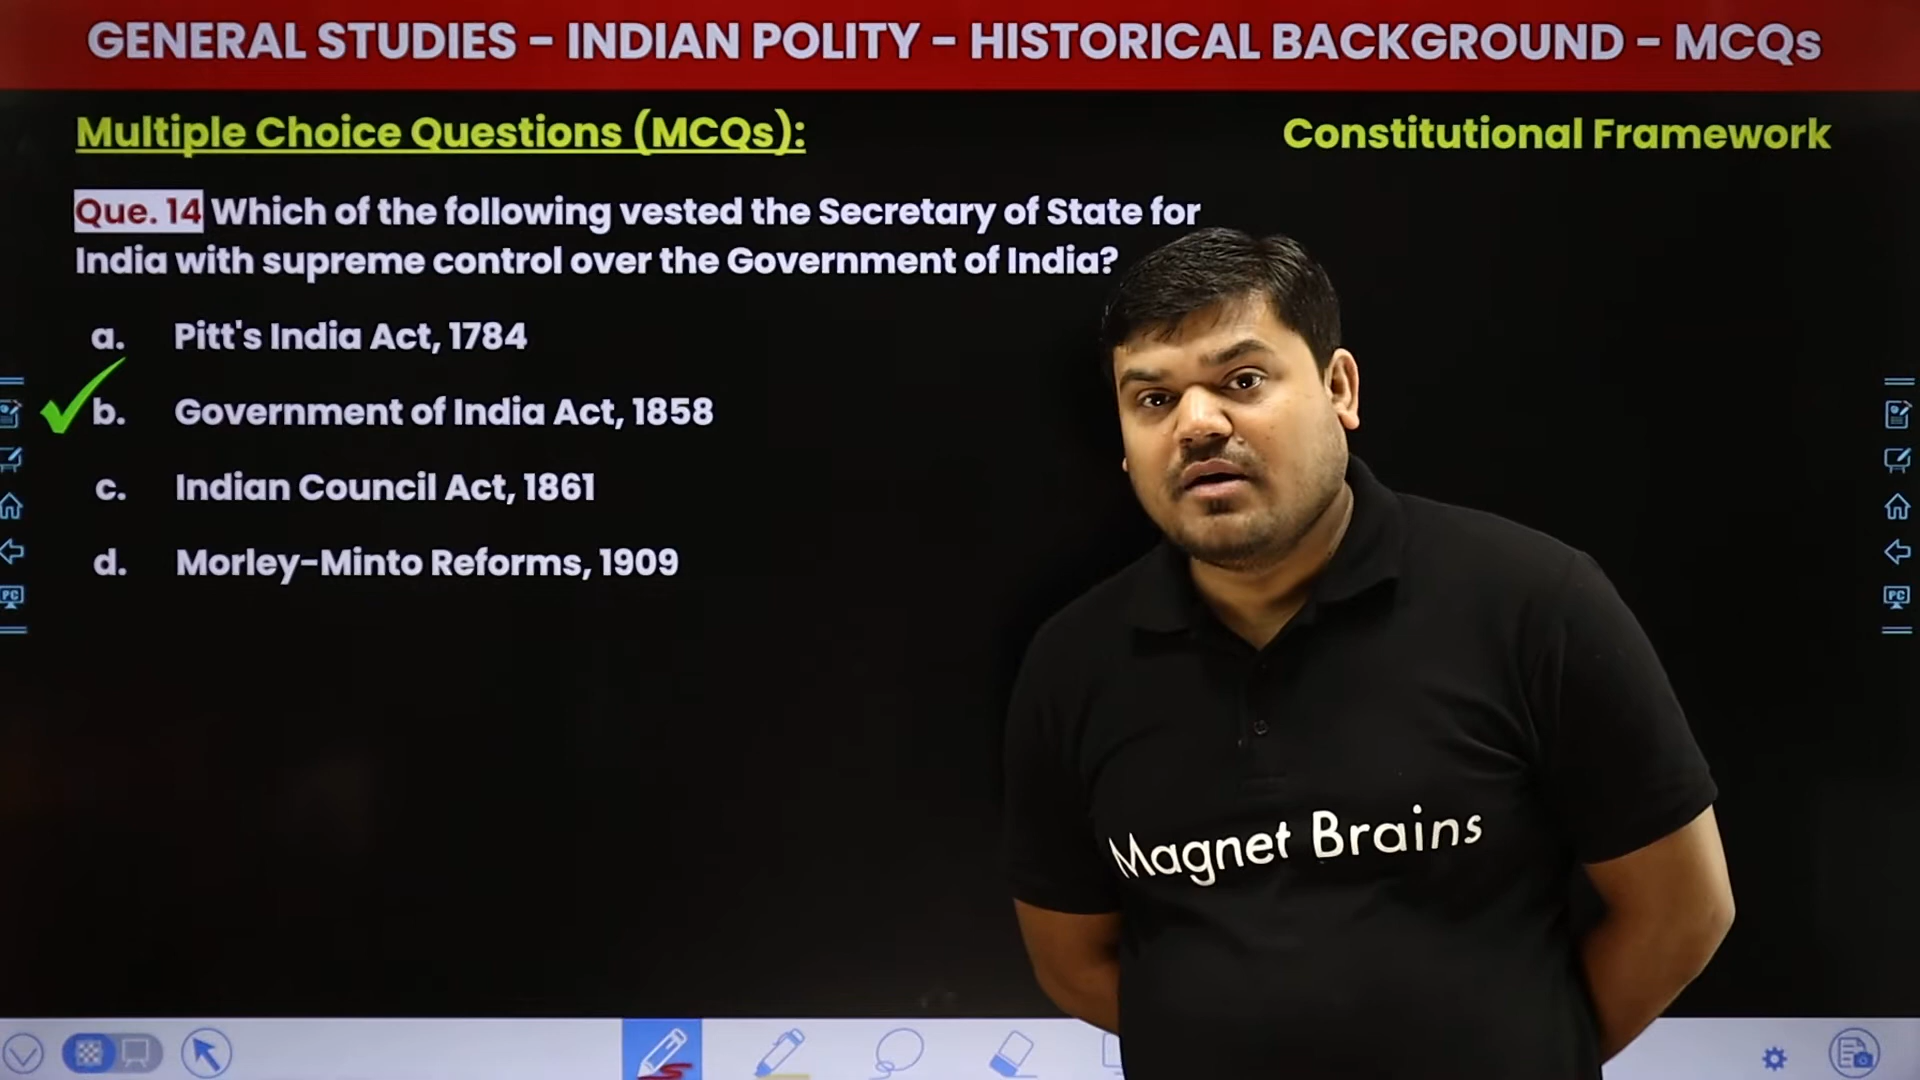 GENERAL STUDIES - INDIAN POLITY - HISTORICAL BACKGROUND - MCQs
Multiple Choice Questions (MCQs):
Constitutional Framework
Que. 14 Which of the following vested the Secretary of State for
India with supreme control over the Government of India?
a. Pitt's India Act, 1784
b. Government of India Act, 1858
c. Indian Council Act, 1861
d. Morley-Minto Reforms, 1909
PC
PC
Magnet Brains